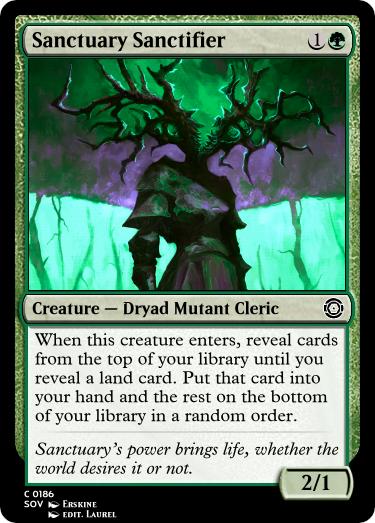 Sanctuary Sanctifier 1
Creature — Dryad Mutant Cleric
When this creature enters, reveal cards
from the top of your library until you
reveal a land card. Put that card into
your hand and the rest on the bottom
of your library in a random order.
Sanctuary's power brings life, whether the
world desires it or not.
2/1
C 0186
SOV Erskine
edit. Laurel